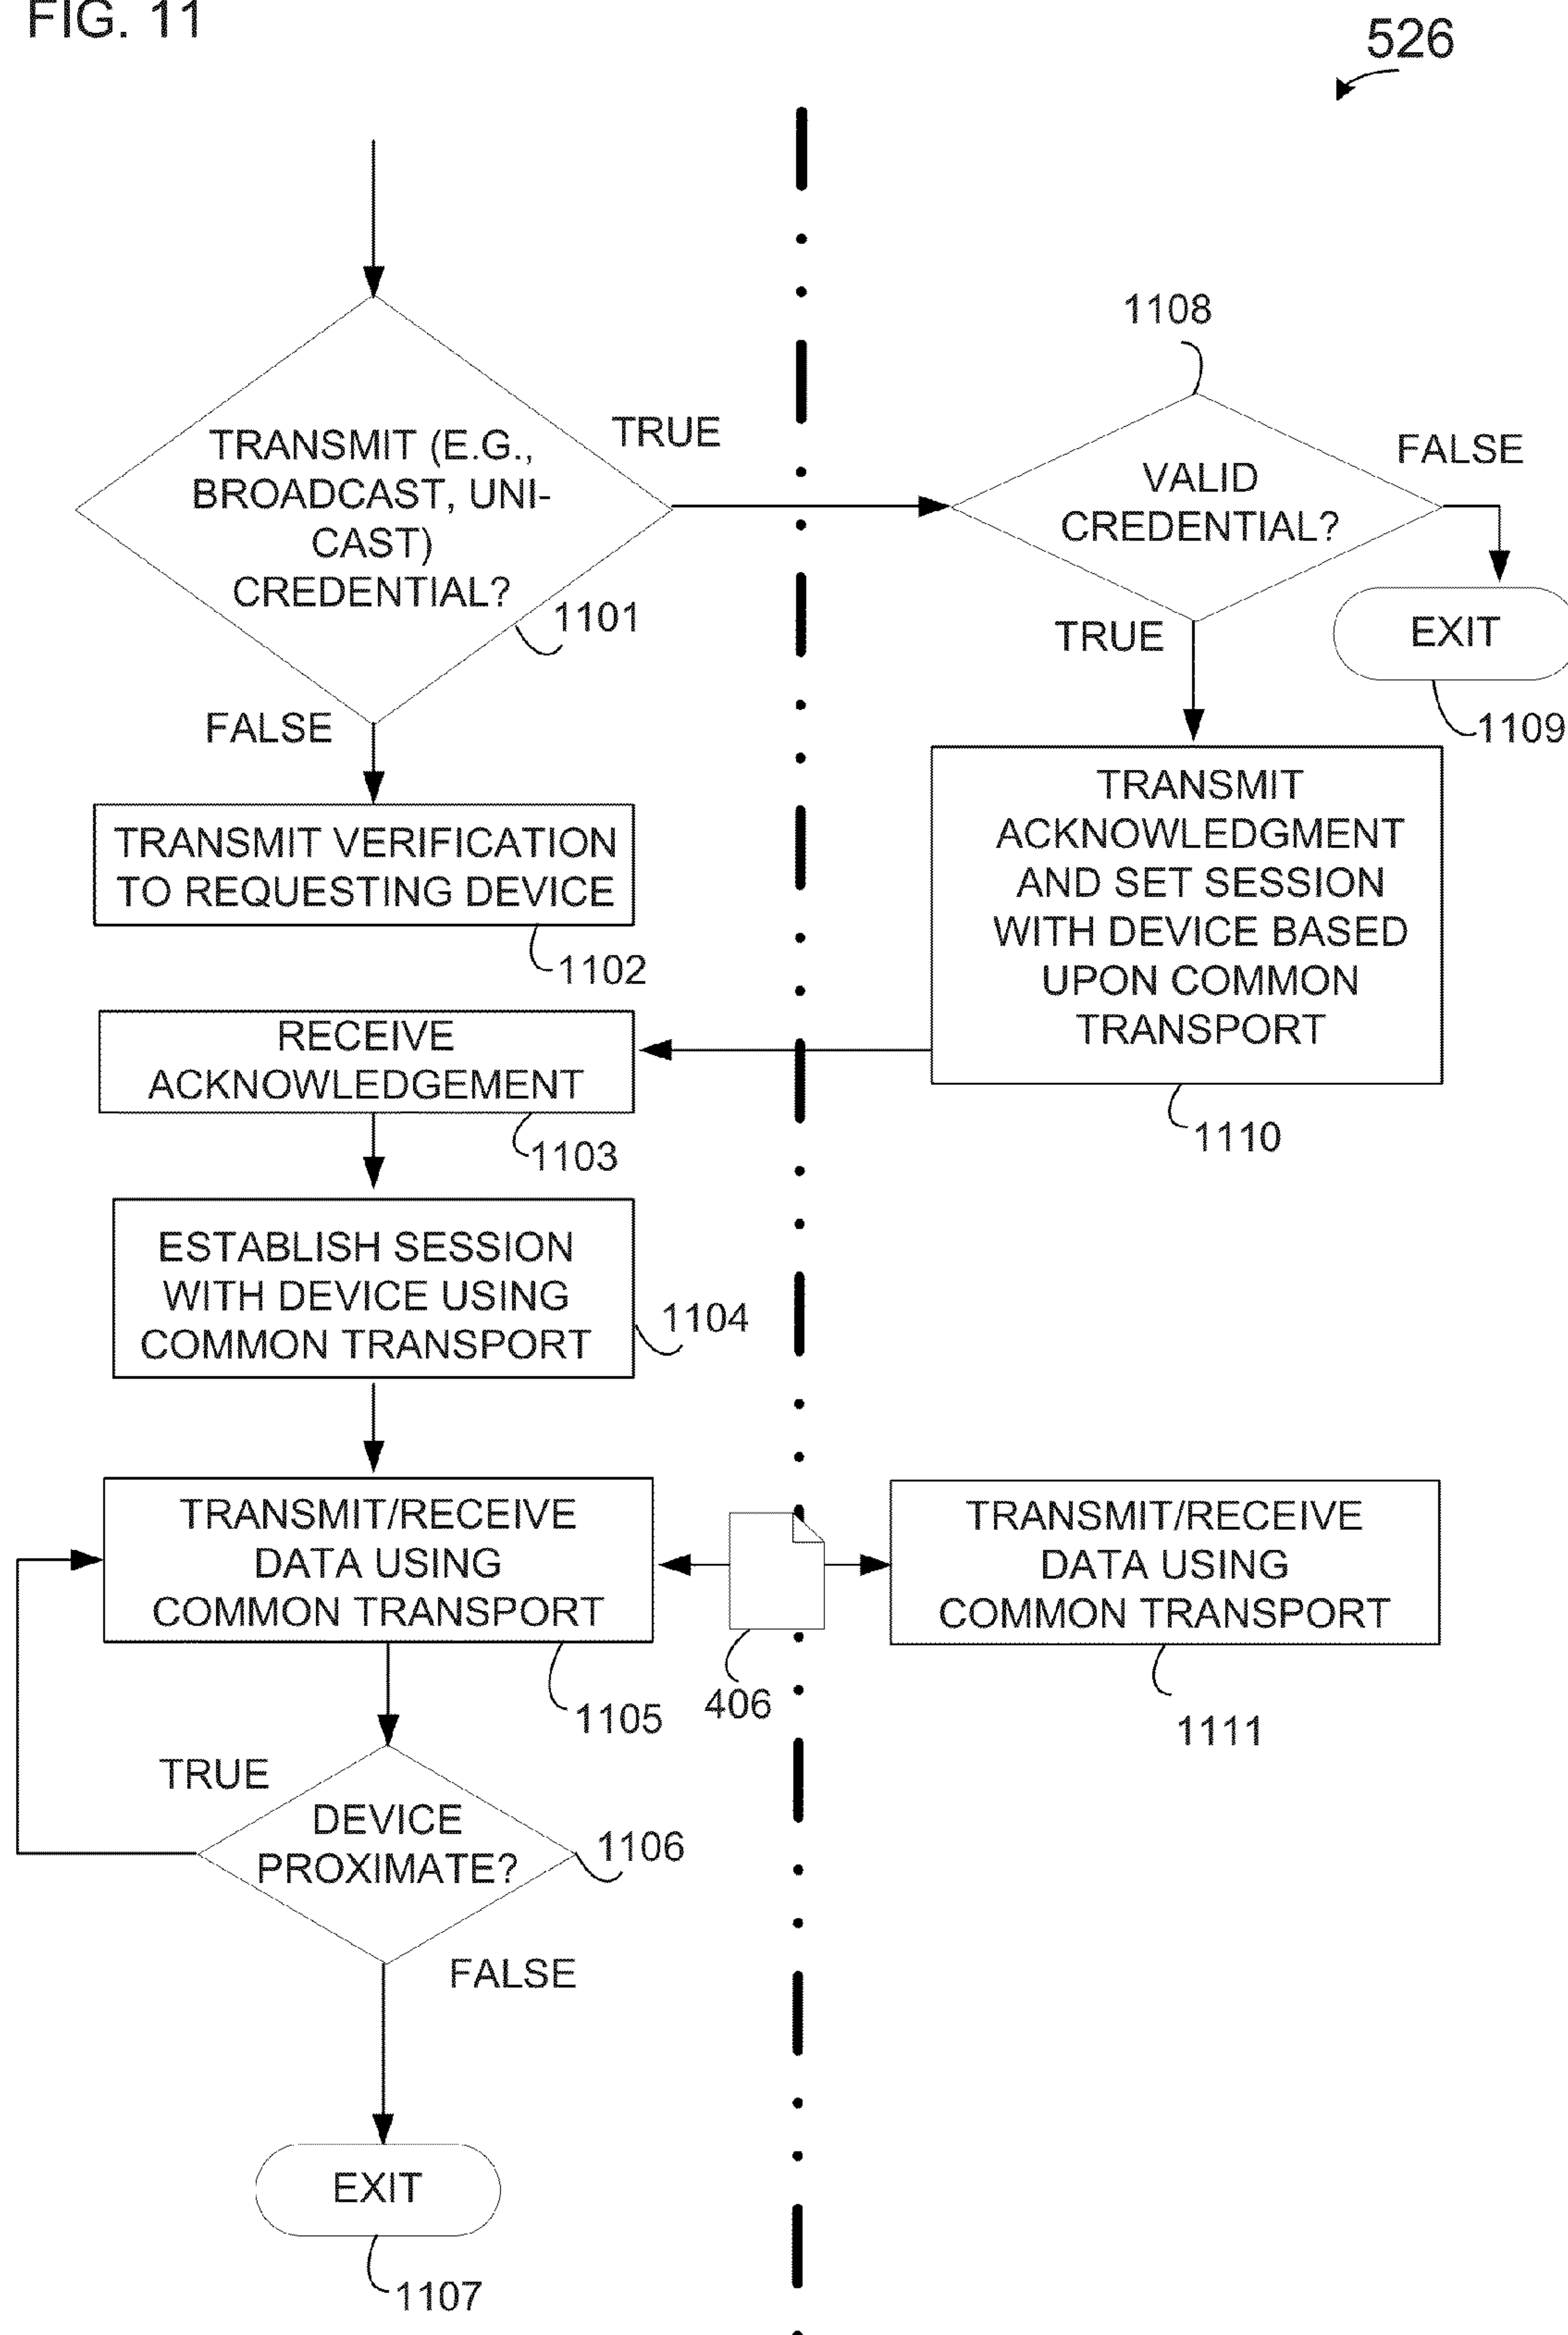 FIG. 11
526
TRANSMIT (E.G.,
BROADCAST, UNI-
CAST)
CREDENTIAL?
1101
TRUE
FALSE
1108
VALID
CREDENTIAL?
FALSE
TRUE
EXIT
1109
TRANSMIT VERIFICATION
TO REQUESTING DEVICE
1102
TRANSMIT
ACKNOWLEDGMENT
AND SET SESSION
WITH DEVICE BASED
UPON COMMON
TRANSPORT
1110
RECEIVE
ACKNOWLEDGEMENT
1103
ESTABLISH SESSION
WITH DEVICE USING
COMMON TRANSPORT
1104
TRANSMIT/RECEIVE
DATA USING
COMMON TRANSPORT
1105
406
TRANSMIT/RECEIVE
DATA USING
COMMON TRANSPORT
1111
TRUE
DEVICE
PROXIMATE?
1106
FALSE
EXIT
1107